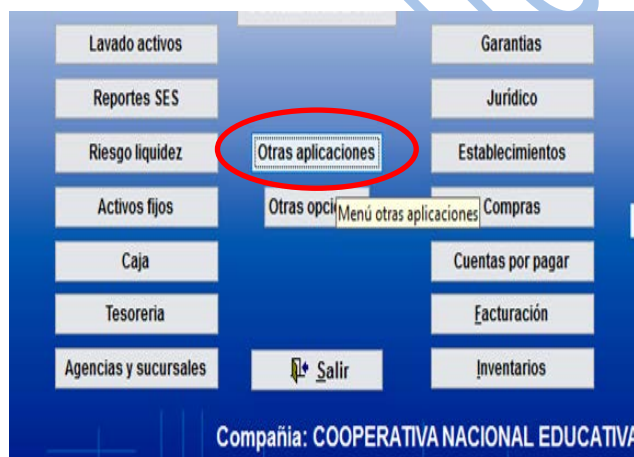 Lavado activos
Garantias
Reportes SES
Juridico
Riesgo liquidez
Otras aplicaciones
Establecimientos
Activos fijos
Otras opci
Menú otras aplicaciones
Compras
Caja
Cuentas por pagar
Tesoreria
Facturación
Agencias y sucursales
Salir
Inventarios
Compañia: COOPERATIVA NACIONAL EDUCATIVA